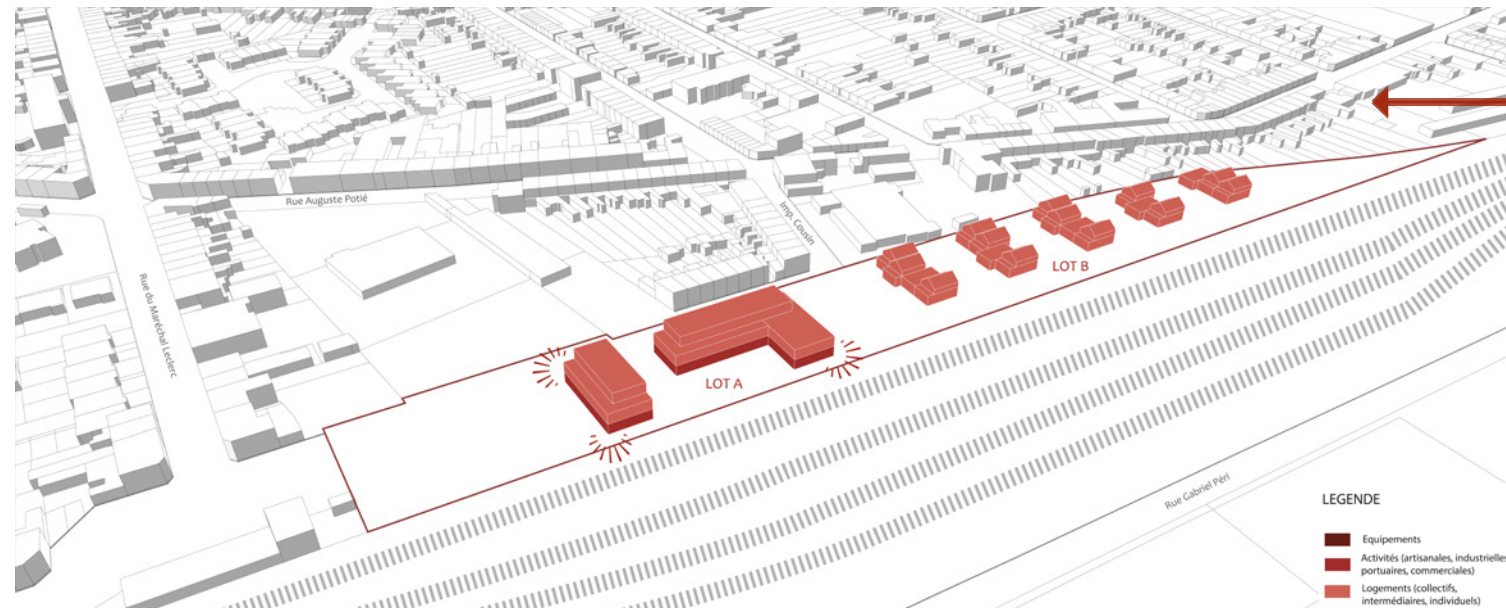 Rue Auguste Potié
Imp. Cousin
Rue du Maréchal Leclerc
LOT B
LOT A
Rue Gabriel Péri
LEGENDE
Equipements
Activités (artisanales, industrielles
portuaires, commerciales)
Logements (collectifs,
intermédiaires, individuels)